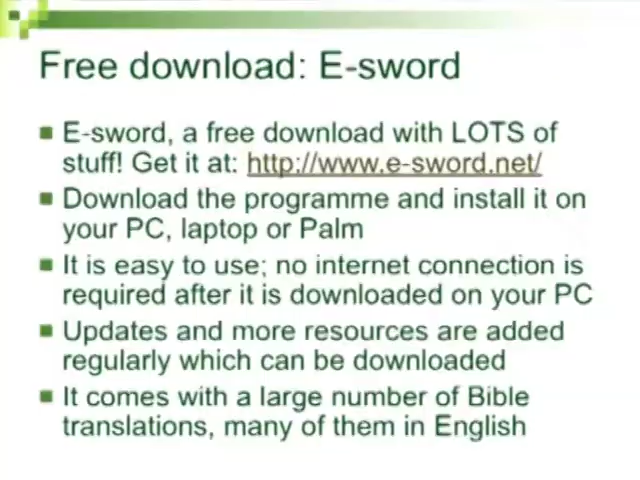 Free download: E-sword
E-sword, a free download with LOTS of
stuff! Get it at: http://www.e-sword.net/
Download the programme and install it on
your PC, laptop or Palm
It is easy to use; no internet connection is
required after it is downloaded on your PC
Updates and more resources are added
regularly which can be downloaded
It comes with a large number of Bible
translations, many of them in English